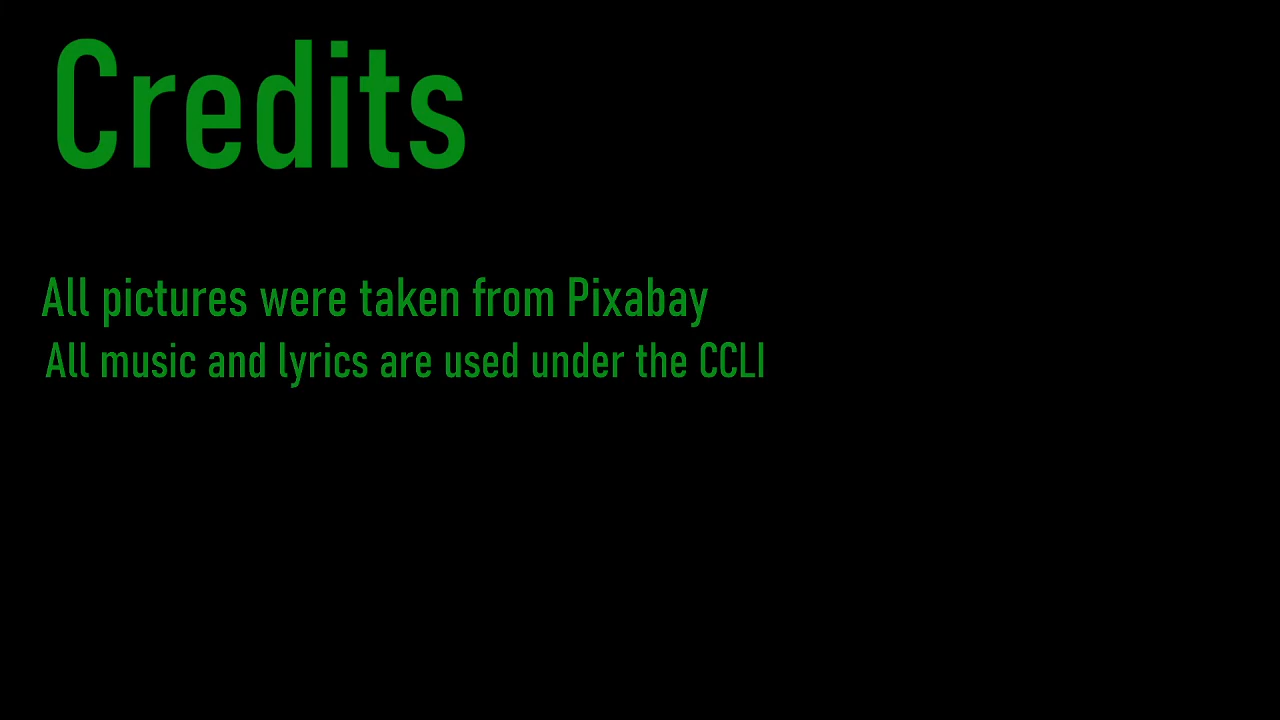 Credits
All pictures were taken from Pixabay
All music and lyrics are used under the CCLI